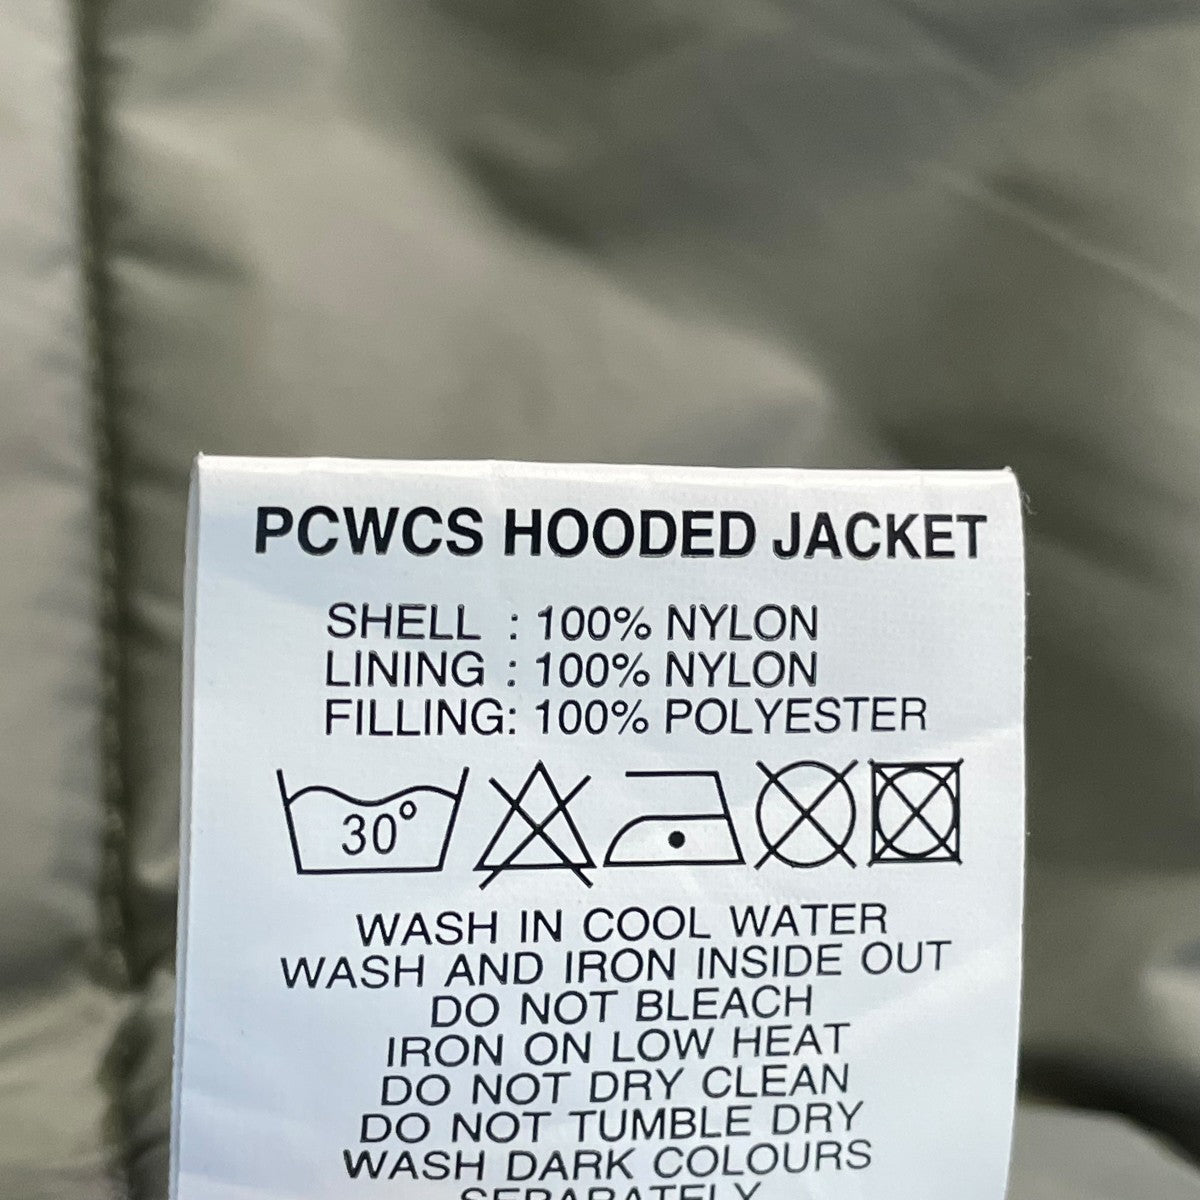 PCWCS HOODED JACKET
SHELL : 100% NYLON
LINING : 100% NYLON
FILLING: 100% POLYESTER
30°
WASH IN COOL WATER
WASH AND IRON INSIDE OUT
DO NOT BLEACH
IRON ON LOW HEAT
DO NOT DRY CLEAN
DO NOT TUMBLE DRY
WASH DARK COLOURS
SEPARATELY